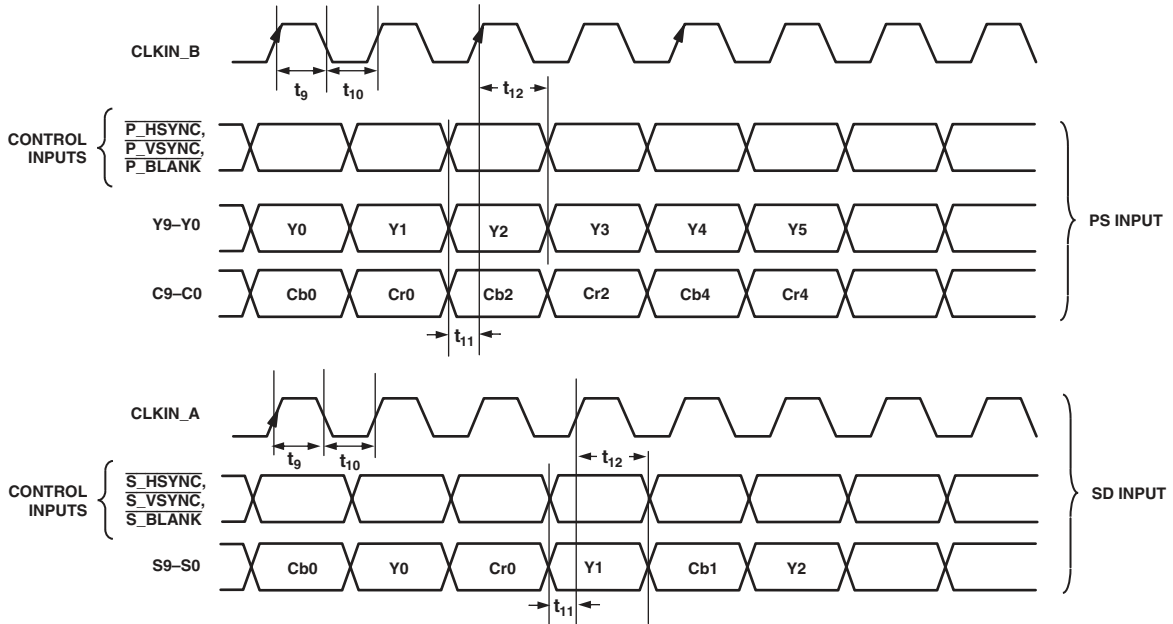 CLKIN_B
t9 t10 t12
CONTROL INPUTS
P_HSYNC,
P_VSYNC,
P_BLANK
Y9–Y0 Y0 Y1 Y2 Y3 Y4 Y5
PS INPUT
C9–C0 Cb0 Cr0 Cb2 Cr2 Cb4 Cr4
t11
CLKIN_A
t9 t10 t12
CONTROL INPUTS
S_HSYNC,
S_VSYNC,
S_BLANK
SD INPUT
S9–S0 Cb0 Y0 Cr0 Y1 Cb1 Y2
t11